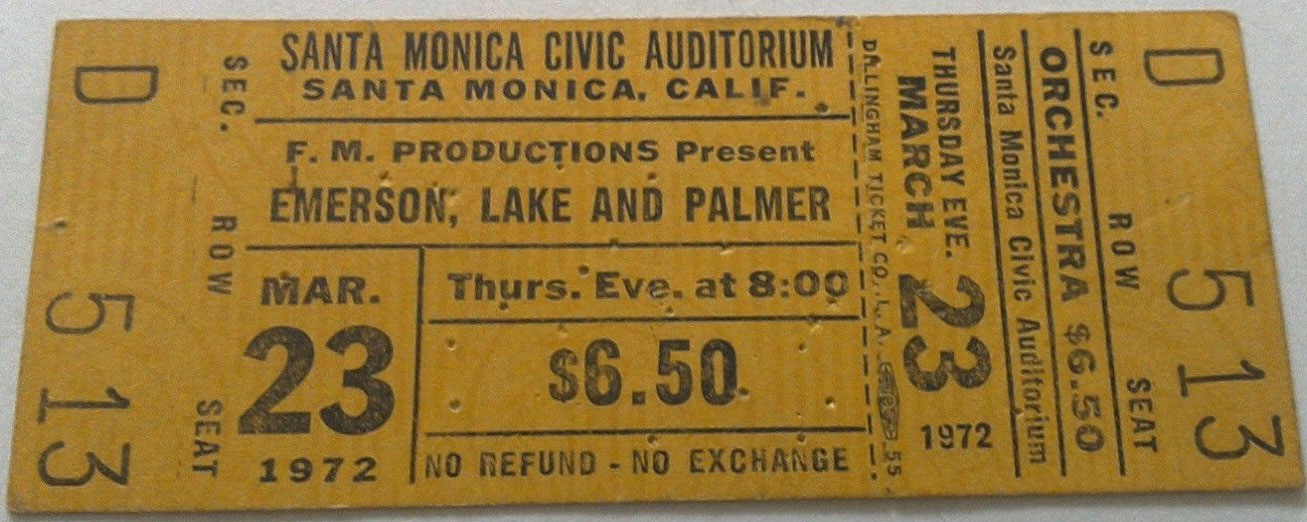 D
5
13
SEC.
ROW
SEAT
SANTA MONICA CIVIC AUDITORIUM
SANTA MONICA, CALIF.
F. M. PRODUCTIONS Present
EMERSON, LAKE AND PALMER
MAR.
23
1972
Thurs. Eve. at 8:00
$6.50
NO REFUND - NO EXCHANGE
DILLINGHAM TICKET CO., L.A. 55
THURSDAY EVE.
MARCH
23
1972
Santa Monica Civic Auditorium
ORCHESTRA $6.50
SEC.
ROW
SEAT
D
5
13